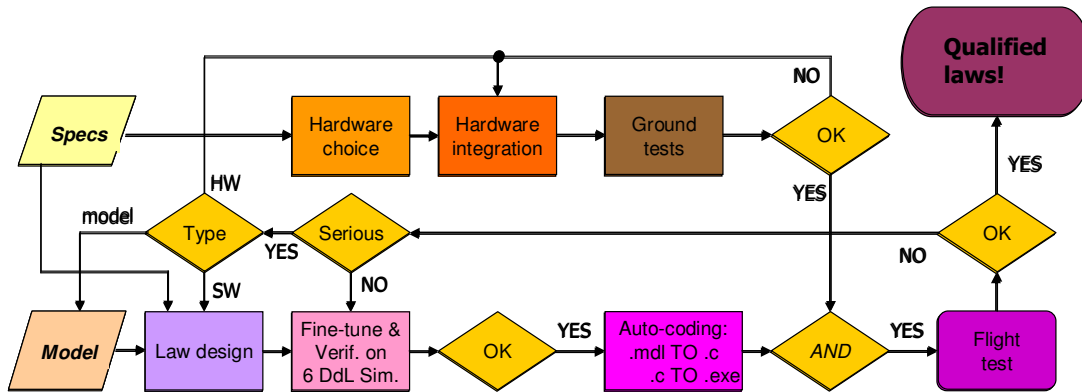 Qualified
laws!
NO
Specs
Hardware
choice
Hardware
integration
Ground
tests
OK
YES
YES
HW
model
Type
YES
Serious
NO
OK
SW
NO
Model
Law design
Fine-tune &
Verif. on
6 DdL Sim.
OK
YES
Auto-coding:
.mdl TO .c
.c TO .exe
AND
YES
Flight
test